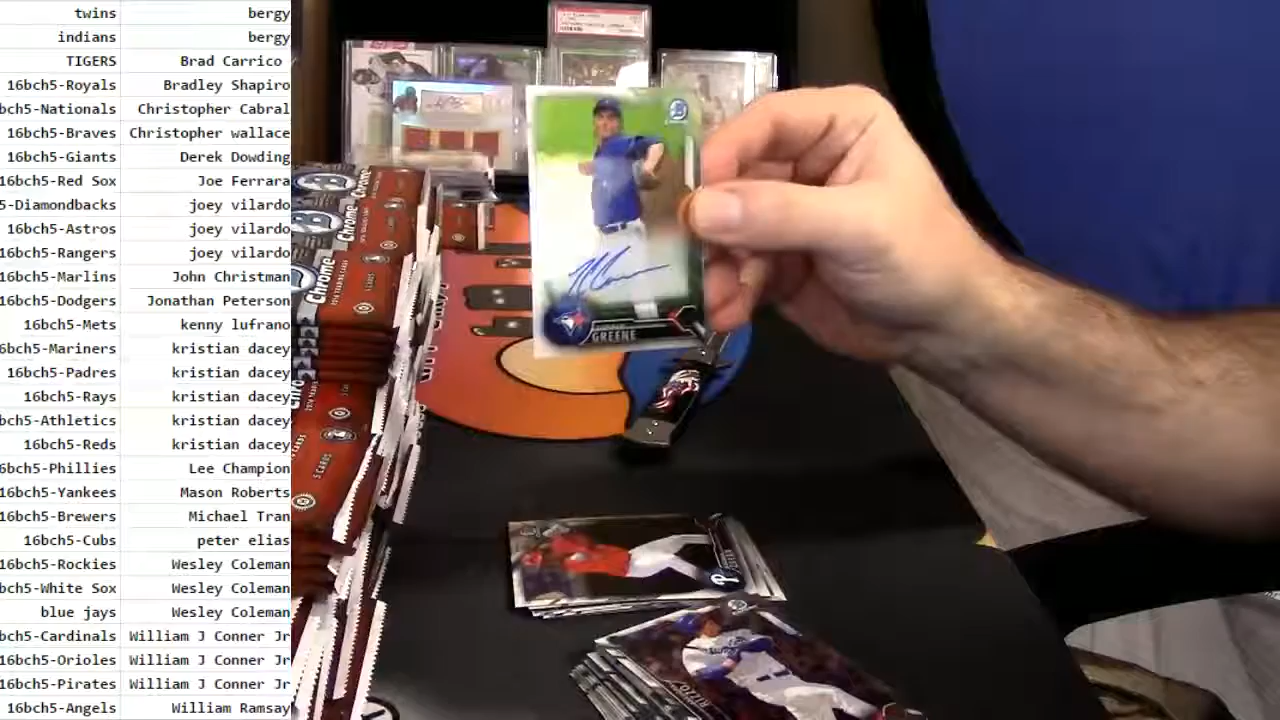 twins bergy
indians bergy
TIGERS Brad Carrico
16bch5-Royals Bradley Shapiro
bch5-Nationals Christopher Cabral
16bch5-Braves Christopher wallace
16bch5-Giants Derek Dowding
16bch5-Red Sox Joe Ferrara
5-Diamondbacks joey vilardo
16bch5-Astros joey vilardo
16bch5-Rangers joey vilardo
16bch5-Marlins John Christman
16bch5-Dodgers Jonathan Peterson
16bch5-Mets kenny lufrano
6bch5-Mariners kristian dacey
16bch5-Padres kristian dacey
16bch5-Rays kristian dacey
6bch5-Athletics kristian dacey
16bch5-Reds kristian dacey
6bch5-Phillies Lee Champion
16bch5-Yankees Mason Roberts
16bch5-Brewers Michael Tran
16bch5-Cubs peter elias
16bch5-Rockies Wesley Coleman
6bch5-White Sox Wesley Coleman
blue jays Wesley Coleman
bch5-Cardinals William J Conner Jr
16bch5-Orioles William J Conner Jr
16bch5-Pirates William J Conner Jr
16bch5-Angels William Ramsay
GREENE
Chrome
Chrome
Chrome
5 CARDS
RIZZO